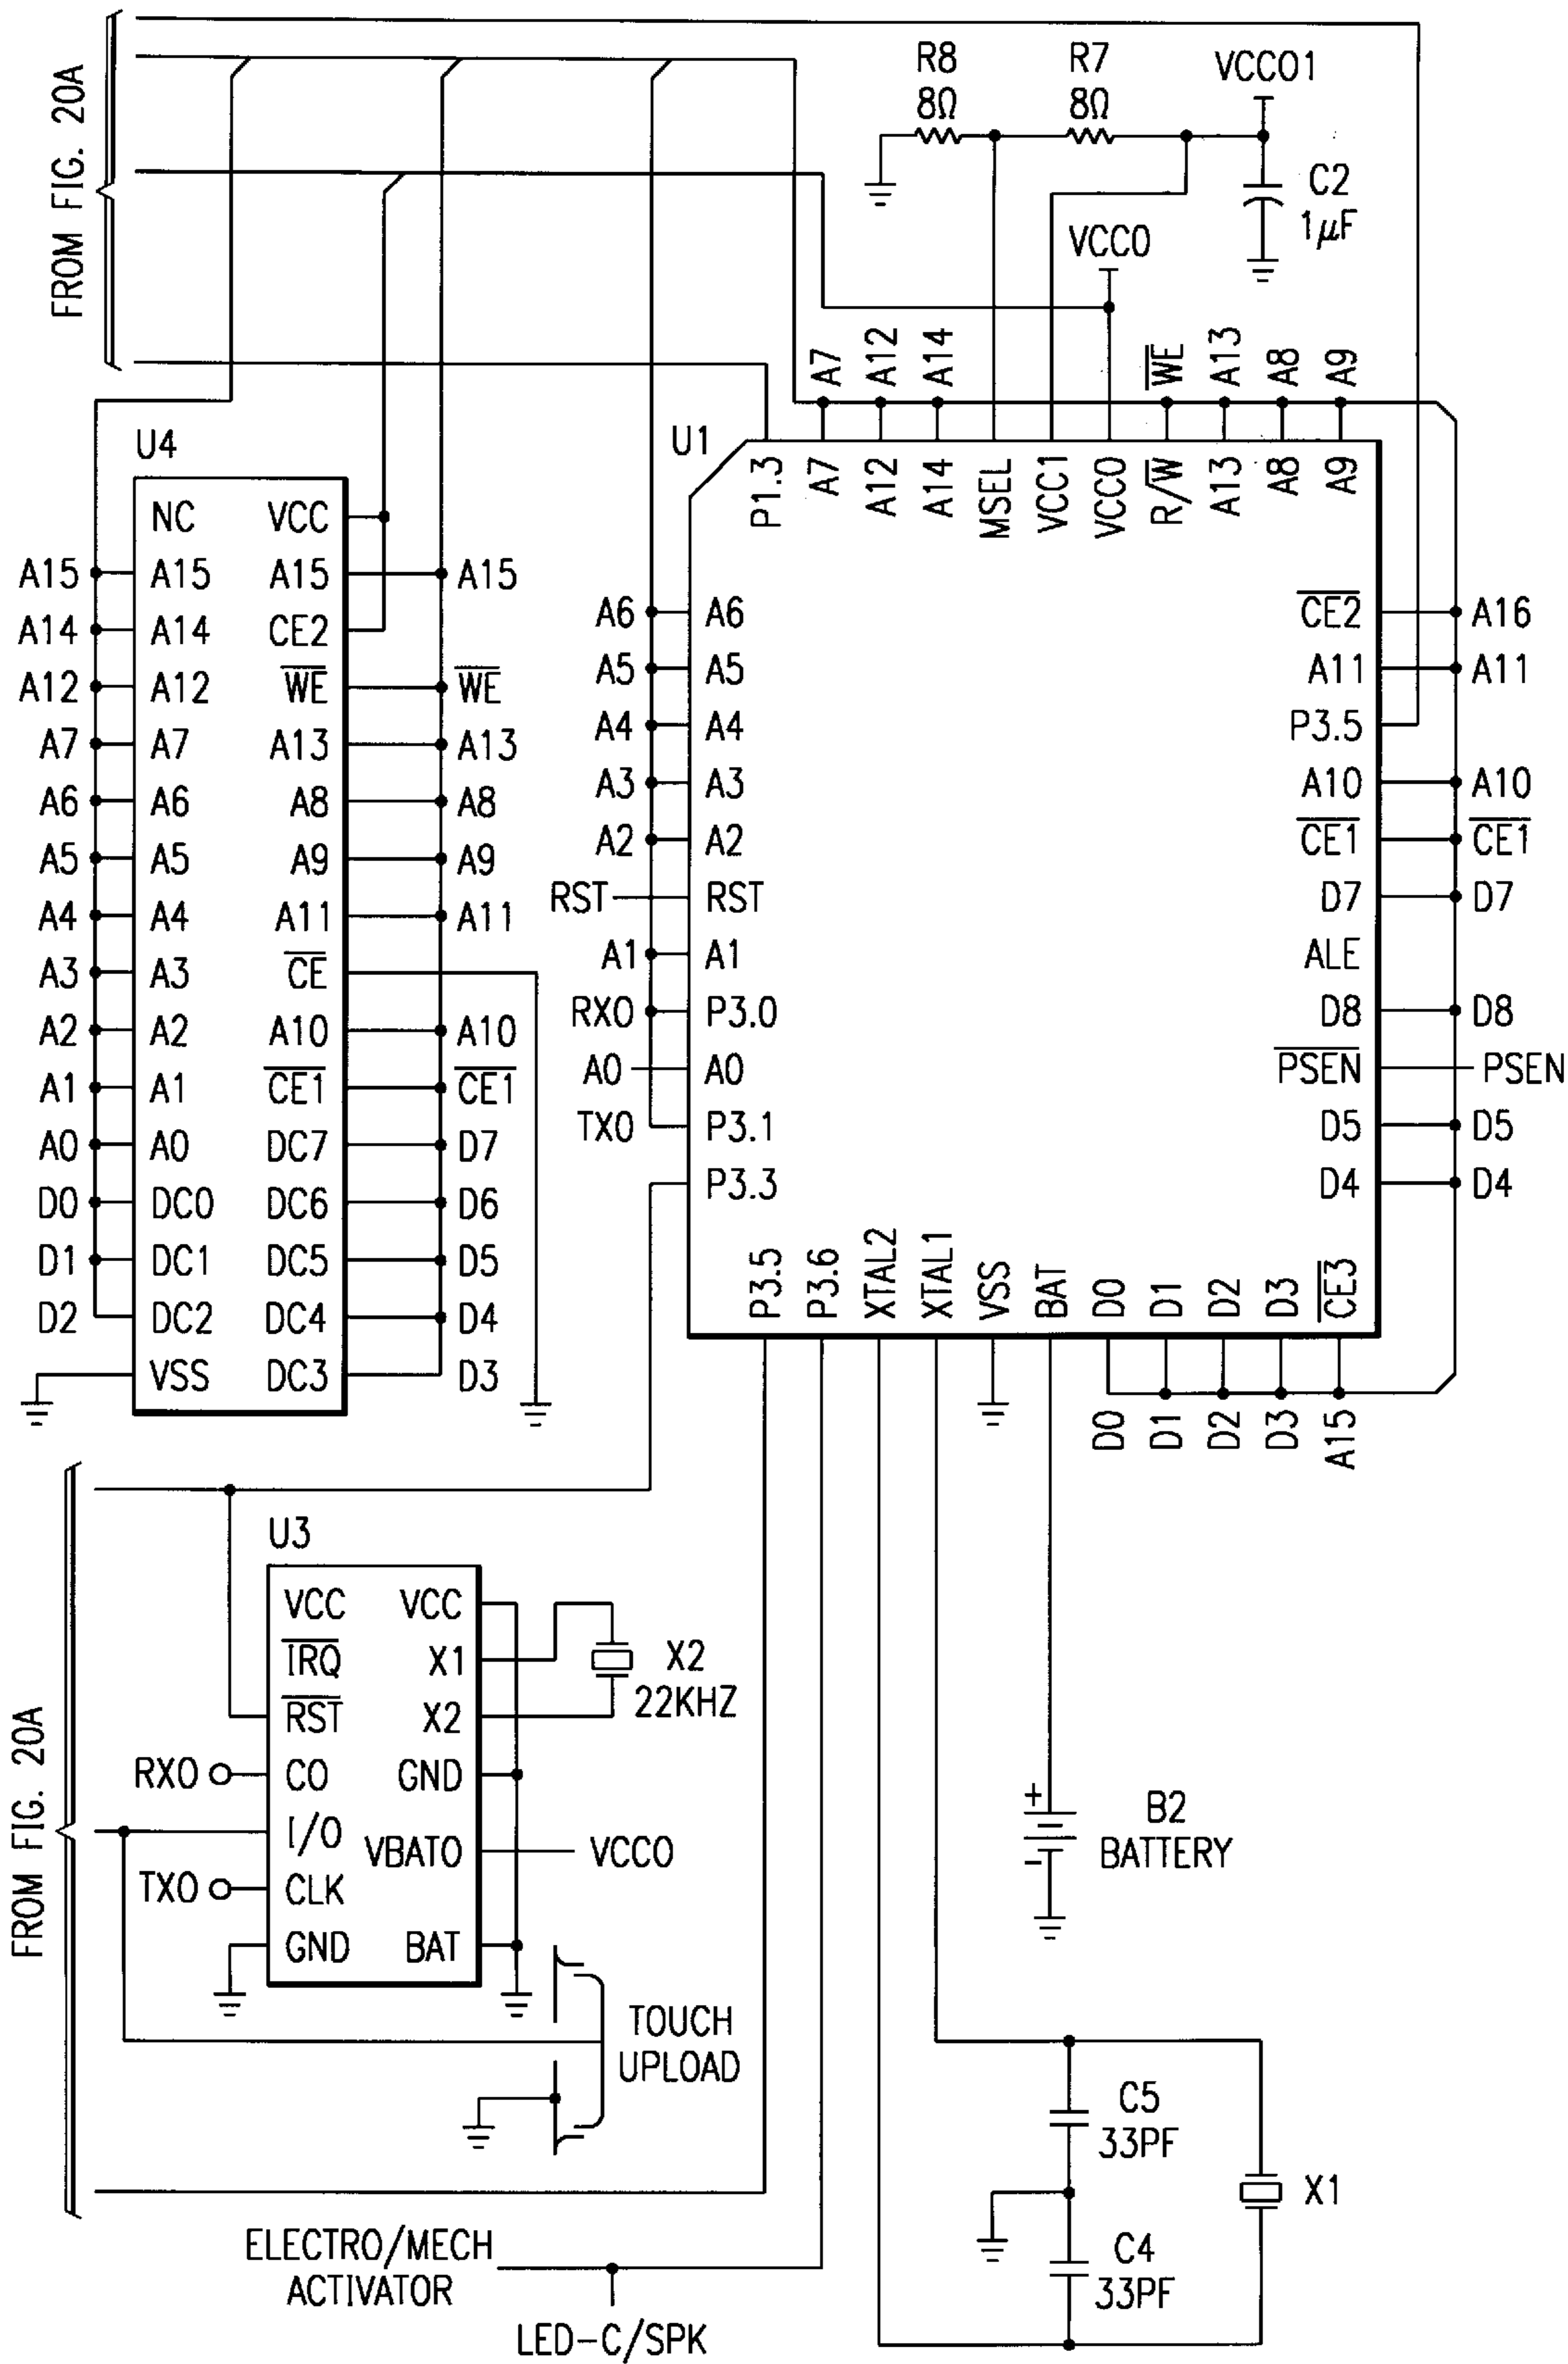 FROM FIG. 20A
R8
8Ω
R7
8Ω
VCC01
C2
1μF
VCC0
A7
A12
A14
WE
A13
A8
A9
U4
NC VCC
A15 A15 A15 A15
A14 A14 CE2
A12 A12 WE WE
A7 A7 A13 A13
A6 A6 A8 A8
A5 A5 A9 A9
A4 A4 A11 A11
A3 A3 CE
A2 A2 A10 A10
A1 A1 CE1 CE1
A0 A0 DC7 D7
D0 DC0 DC6 D6
D1 DC1 DC5 D5
D2 DC2 DC4 D4
VSS DC3 D3
U1
P1.3
A7
A12
A14
MSEL
VCC1
VCC0
R/W
A13
A8
A9
A6 A6
A5 A5
A4 A4
A3 A3
A2 A2
RST RST
A1 A1
RX0 P3.0
A0 A0
TX0 P3.1
P3.3
CE2 A16
A11 A11
P3.5
A10 A10
CE1 CE1
D7 D7
ALE
D8 D8
PSEN PSEN
D5 D5
D4 D4
P3.5
P3.6
XTAL2
XTAL1
VSS
BAT
D0
D1
D2
D3
CE3
D0
D1
D2
D3
A15
FROM FIG. 20A
U3
VCC VCC
IRQ X1
RST X2
RX0 CO GND
I/O VBATO VCC0
TX0 CLK
GND BAT
X2
22KHZ
TOUCH
UPLOAD
B2
BATTERY
+
−
C5
33PF
X1
C4
33PF
ELECTRO/MECH
ACTIVATOR
LED-C/SPK